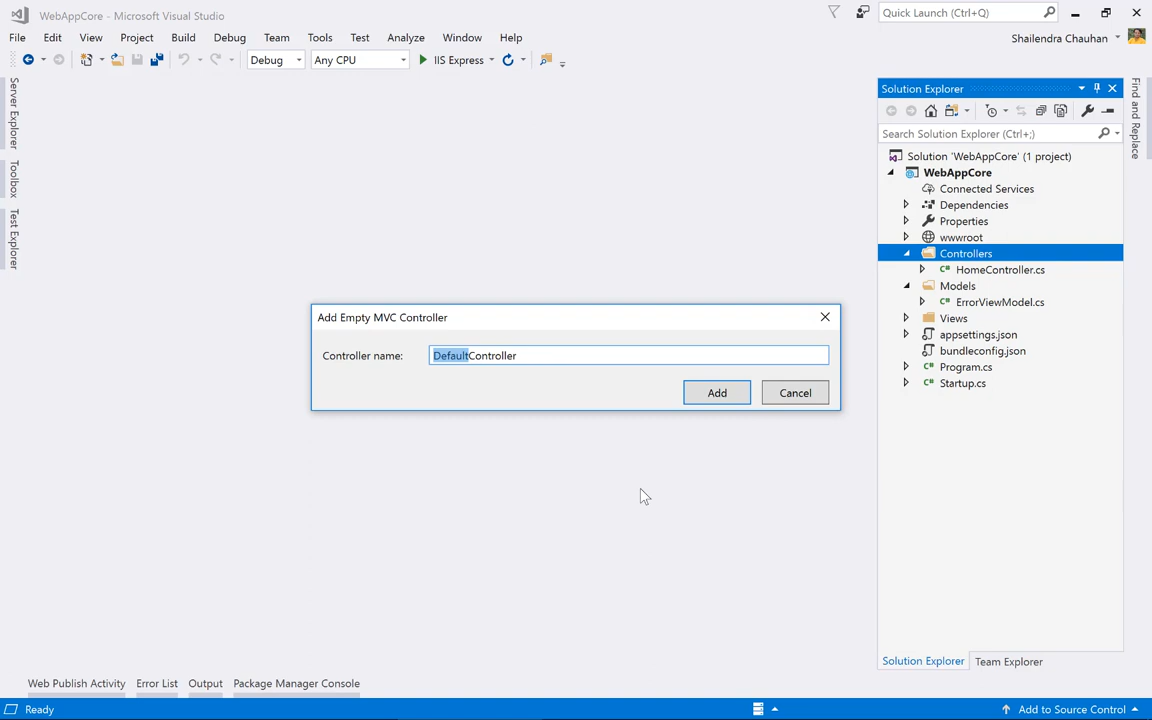 WebAppCore - Microsoft Visual Studio
Quick Launch (Ctrl+Q)
File Edit View Project Build Debug Team Tools Test Analyze Window Help
Shailendra Chauhan
Debug Any CPU IIS Express
Server Explorer
Toolbox
Test Explorer
Solution Explorer
Search Solution Explorer (Ctrl+;)
Solution 'WebAppCore' (1 project)
WebAppCore
Connected Services
Dependencies
Properties
wwwroot
Controllers
C# HomeController.cs
Models
C# ErrorViewModel.cs
Views
appsettings.json
bundleconfig.json
C# Program.cs
C# Startup.cs
Find and Replace
Add Empty MVC Controller
Controller name: DefaultController
Add Cancel
Solution Explorer Team Explorer
Web Publish Activity Error List Output Package Manager Console
Ready
Add to Source Control